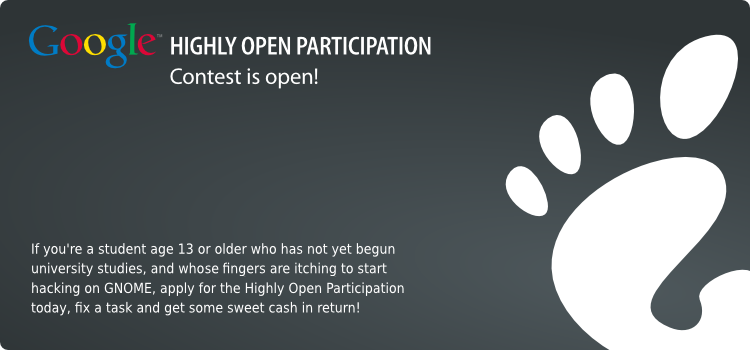 Google™ HIGHLY OPEN PARTICIPATION
Contest is open!
If you're a student age 13 or older who has not yet begun
university studies, and whose fingers are itching to start
hacking on GNOME, apply for the Highly Open Participation
today, fix a task and get some sweet cash in return!